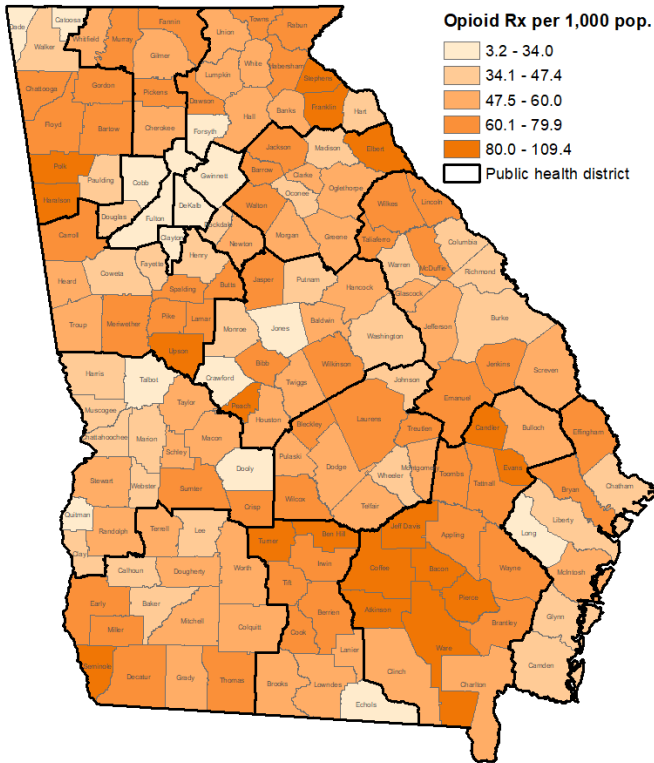 Opioid Rx per 1,000 pop.
3.2 - 34.0
34.1 - 47.4
47.5 - 60.0
60.1 - 79.9
80.0 - 109.4
Public health district
Dade
Catoosa
Walker
Whitfield
Murray
Fannin
Gilmer
Union
Towns
Rabun
White
Habersham
Lumpkin
Stephens
Chattooga
Gordon
Pickens
Dawson
Hall
Banks
Franklin
Hart
Floyd
Bartow
Cherokee
Forsyth
Jackson
Madison
Elbert
Polk
Paulding
Cobb
Gwinnett
Barrow
Clarke
Oglethorpe
Oconee
Haralson
Douglas
Fulton
DeKalb
Rockdale
Walton
Wilkes
Lincoln
Carroll
Clayton
Newton
Morgan
Greene
Taliaferro
Columbia
Heard
Coweta
Fayette
Henry
Warren
McDuffie
Richmond
Spalding
Butts
Jasper
Putnam
Hancock
Glascock
Troup
Meriwether
Pike
Lamar
Monroe
Jones
Baldwin
Washington
Jefferson
Burke
Upson
Harris
Talbot
Crawford
Bibb
Wilkinson
Johnson
Jenkins
Screven
Muscogee
Taylor
Peach
Houston
Twiggs
Laurens
Emanuel
Chattahoochee
Marion
Macon
Bleckley
Treutlen
Candler
Bulloch
Effingham
Schley
Dooly
Pulaski
Dodge
Wheeler
Montgomery
Toombs
Tattnall
Evans
Bryan
Chatham
Stewart
Webster
Sumter
Crisp
Wilcox
Telfair
Long
Liberty
Quitman
Randolph
Terrell
Lee
Turner
Ben Hill
Jeff Davis
Appling
Wayne
McIntosh
Clay
Calhoun
Dougherty
Worth
Irwin
Tift
Coffee
Bacon
Pierce
Early
Baker
Mitchell
Colquitt
Berrien
Atkinson
Brantley
Glynn
Miller
Cook
Lanier
Ware
Camden
Seminole
Decatur
Grady
Thomas
Brooks
Lowndes
Clinch
Charlton
Echols